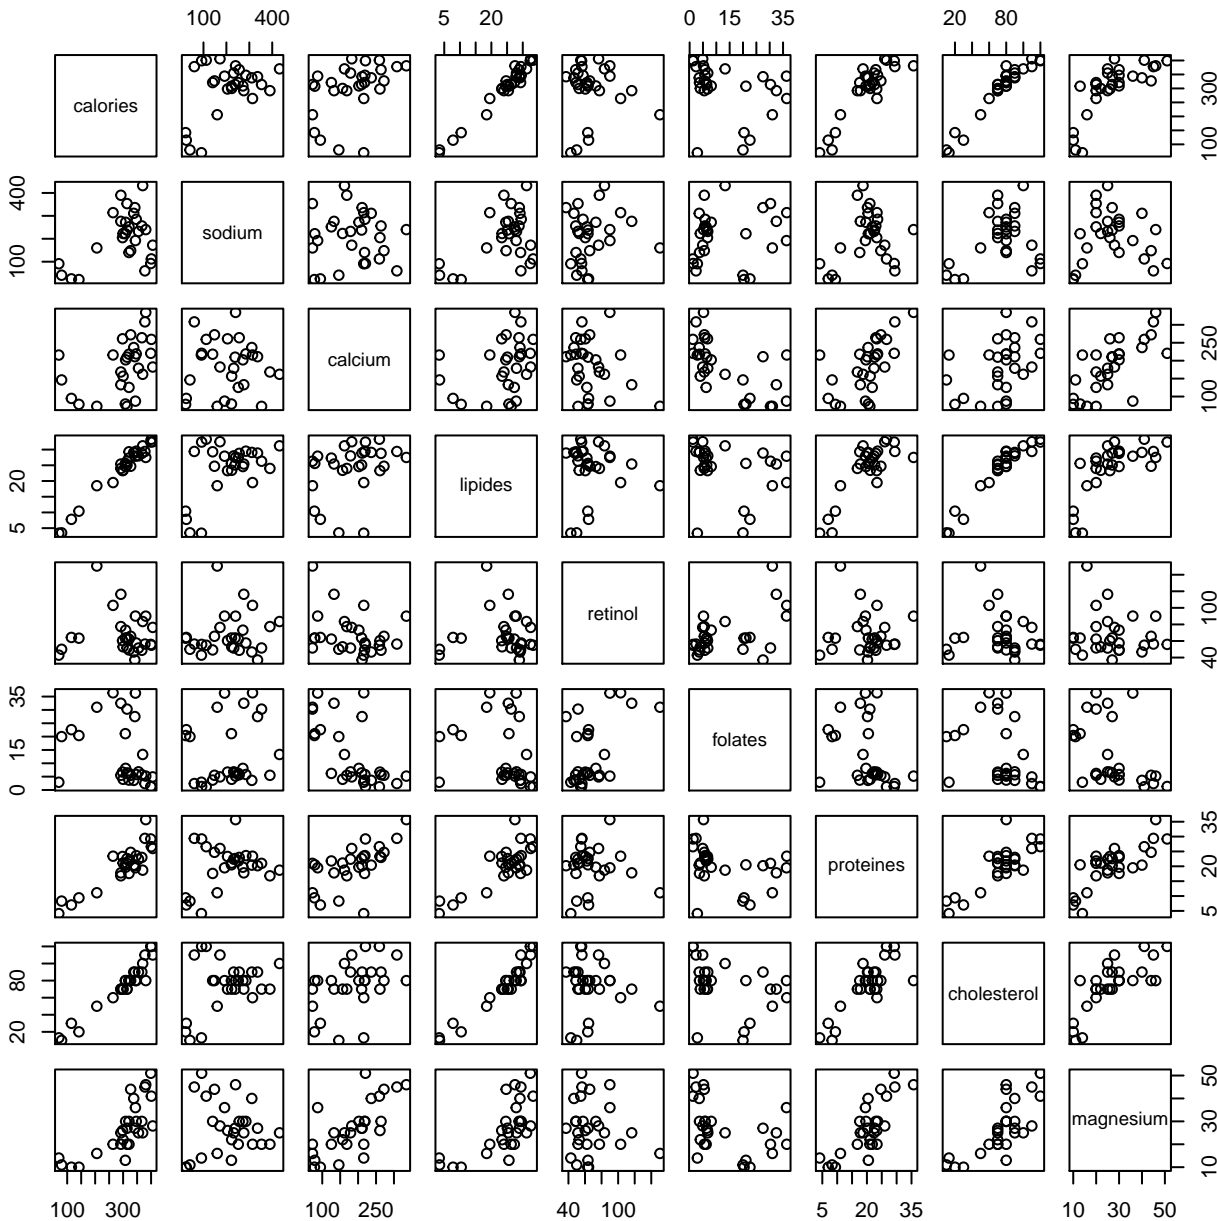 100 400 5 20 0 15 35 20 80
calories 100 300
100 400 sodium
calcium 100 250
5 20 lipides
retinol 40 100
0 15 35 folates
proteines 5 20 35
20 80 cholesterol
magnesium 10 30 50
100 300 100 250 40 100 5 20 35 10 30 50